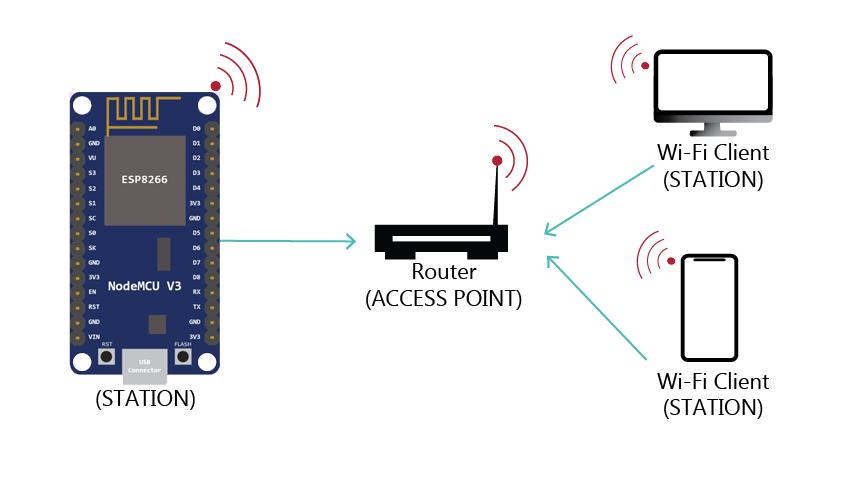 A0
GND
VU
S3
S2
S1
SC
S0
SK
GND
3V3
EN
RST
GND
VIN
D0
D1
D2
D3
D4
3V3
GND
D5
D6
D7
D8
RX
TX
GND
3V3
ESP8266
NodeMCU V3
RST
FLASH
USB
Connector
(STATION)
Router
(ACCESS POINT)
Wi-Fi Client
(STATION)
Wi-Fi Client
(STATION)